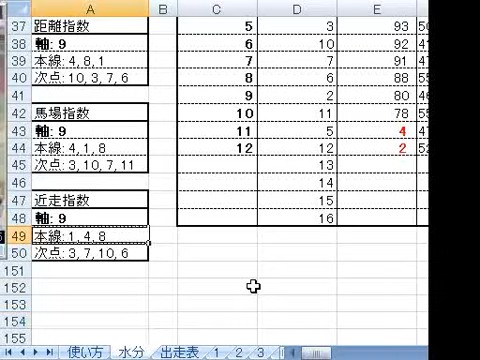 A B C D E
37 距離指数 5 3 93
38 軸: 9 6 10 92
39 本線: 4, 8, 1 7 7 91
40 次点: 10, 3, 7, 6 8 6 88
41 9 2 80
42 馬場指数 10 11 78
43 軸: 9 11 5 4
44 本線: 4, 1, 8 12 12 2
45 次点: 3, 10, 7, 11 13
46 14
47 近走指数 15
48 軸: 9 16
49 本線: 1, 4, 8
50 次点: 3, 7, 10, 6
151
152
153
154
155
使い方 水分 出走表 1 2 3